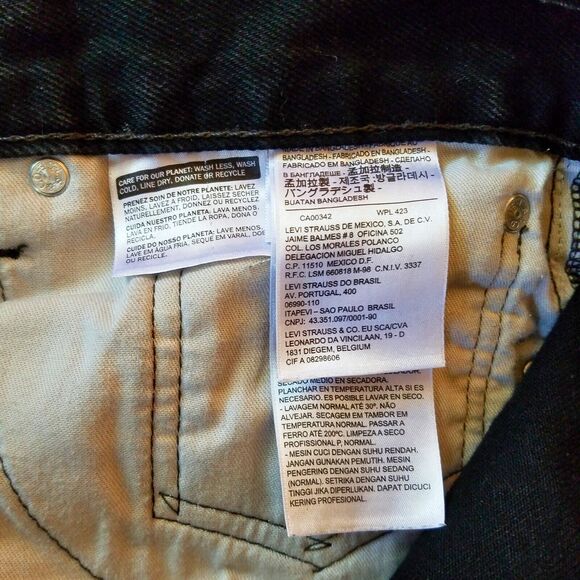 CARE FOR OUR PLANET: WASH LESS, WASH
COLD, LINE DRY, DONATE OR RECYCLE
PRENEZ SOIN DE NOTRE PLANETE: LAVEZ
MOINS, LAVEZ A FROID, LAISSEZ SECHER
NATURELLEMENT, DONNEZ OU RECYCLEZ
CUIDA NUESTRO PLANETA: LAVA MENOS,
LAVA EN FRIO, TIENDE LA ROPA, DONA O
RECICLA
CUIDE DO NOSSO PLANETA: LAVE MENOS,
LAVE EM AGUA FRIA, SEQUE EM VARAL, DOE
OU RECICLE.
BANGLADESH- FABRIQUE EN BANGLADESH -
FABRICADO EN BANGLADESH - СДЕЛАНО
В БАНГЛАДЕШЕ - 孟加拉制造 -
孟加拉製 - 제조국 :방글라데시 -
バングラデシュ製 -
BUATAN BANGLADESH
CA00342 WPL 423
LEVI STRAUSS DE MEXICO, S.A. DE C.V.
JAIME BALMES # 8 OFICINA 502
COL. LOS MORALES POLANCO
DELEGACION MIGUEL HIDALGO
C.P. 11510 MEXICO D.F.
R.F.C. LSM 660818 M-98 C.N.I.V. 3337
LEVI STRAUSS DO BRASIL
AV. PORTUGAL, 400
06990-110
ITAPEVI – SAO PAULO BRASIL
CNPJ: 43.351.097/0001-90
LEVI STRAUSS & CO. EU SCA/CVA
LEONARDO DA VINCILAAN, 19 - D
1831 DIEGEM, BELGIUM
CIF A 08298606
SECADO MEDIO EN SECADORA.
PLANCHAR EN TEMPERATURA ALTA SI ES
NECESARIO. ES POSIBLE LAVAR EN SECO.
- LAVAGEM NORMAL ATÉ 30º. NÃO
ALVEJAR. SECAGEM EM TAMBOR EM
TEMPERATURA NORMAL. PASSAR A
FERRO ATÉ 200ºC. LIMPEZA A SECO
PROFISSIONAL P, NORMAL.
- MESIN CUCI DENGAN SUHU RENDAH.
JANGAN GUNAKAN PEMUTIH. MESIN
PENGERING DENGAN SUHU SEDANG
(NORMAL). SETRIKA DENGAN SUHU
TINGGI JIKA DIPERLUKAN. DAPAT DICUCI
KERING PROFESIONAL.